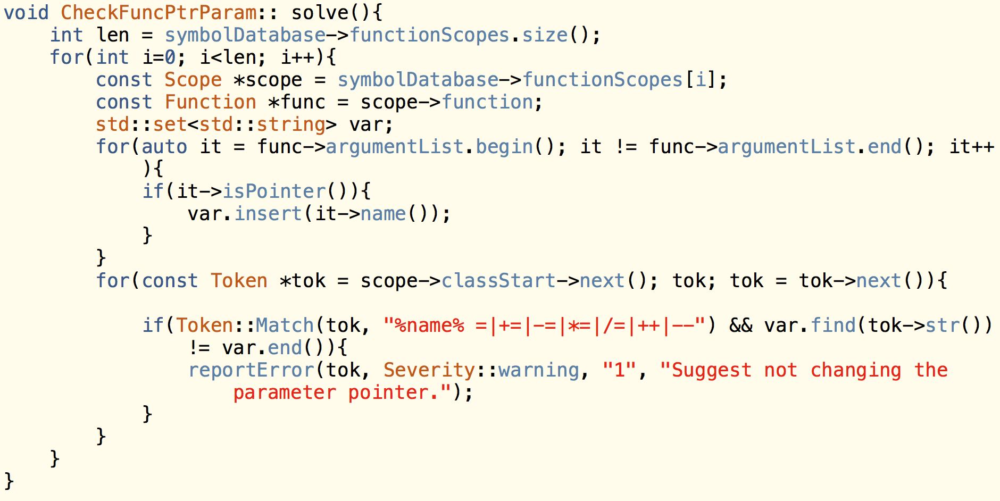 void CheckFuncPtrParam:: solve(){
    int len = symbolDatabase->functionScopes.size();
    for(int i=0; i<len; i++){
        const Scope *scope = symbolDatabase->functionScopes[i];
        const Function *func = scope->function;
        std::set<std::string> var;
        for(auto it = func->argumentList.begin(); it != func->argumentList.end(); it++
            ){
            if(it->isPointer()){
                var.insert(it->name());
            }
        }
        for(const Token *tok = scope->classStart->next(); tok; tok = tok->next()){

            if(Token::Match(tok, "%name% =|+=|-=|*=|/=|++|--") && var.find(tok->str())
                != var.end()){
                reportError(tok, Severity::warning, "1", "Suggest not changing the
                    parameter pointer.");
            }
        }
    }
}